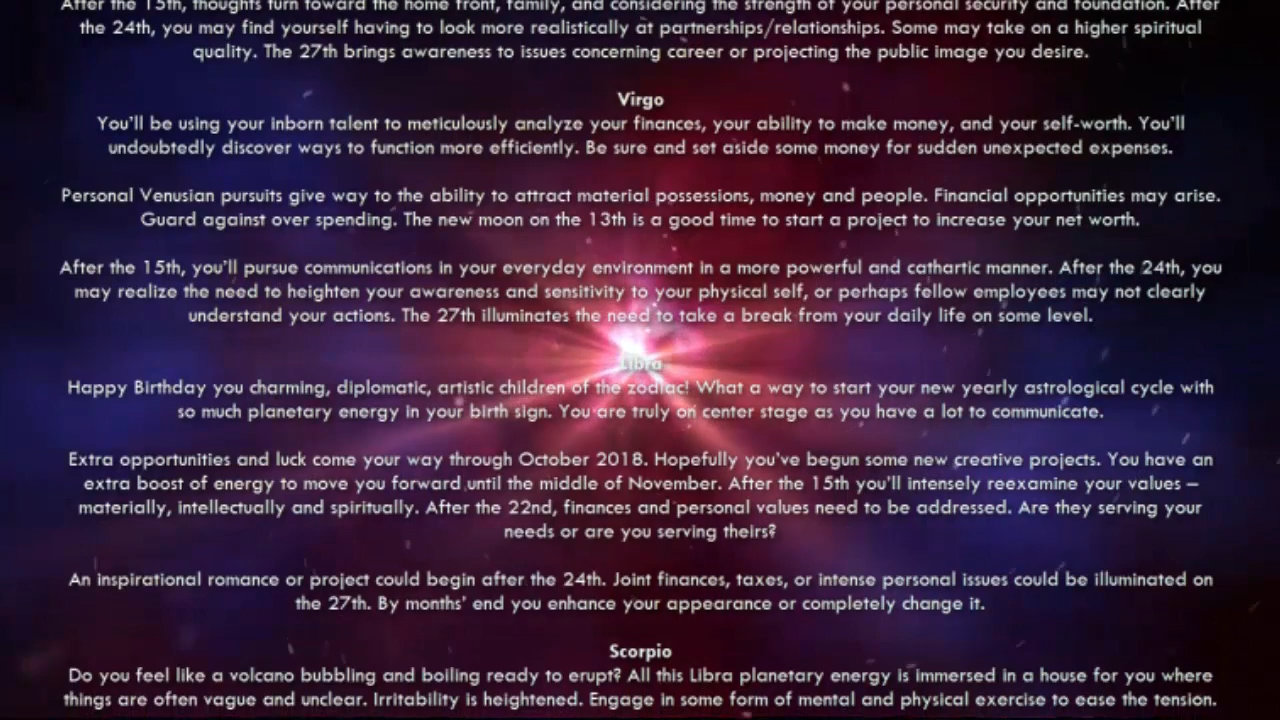 After the 15th, thoughts turn toward the home front, family, and considering the strength of your personal security and foundation. After
the 24th, you may find yourself having to look more realistically at partnerships/relationships. Some may take on a higher spiritual
quality. The 27th brings awareness to issues concerning career or projecting the public image you desire.
Virgo
You'll be using your inborn talent to meticulously analyze your finances, your ability to make money, and your self-worth. You'll
undoubtedly discover ways to function more efficiently. Be sure and set aside some money for sudden unexpected expenses.
Personal Venusian pursuits give way to the ability to attract material possessions, money and people. Financial opportunities may arise.
Guard against over spending. The new moon on the 13th is a good time to start a project to increase your net worth.
After the 15th, you'll pursue communications in your everyday environment in a more powerful and cathartic manner. After the 24th, you
may realize the need to heighten your awareness and sensitivity to your physical self, or perhaps fellow employees may not clearly
understand your actions. The 27th illuminates the need to take a break from your daily life on some level.
Libra
Happy Birthday you charming, diplomatic, artistic children of the zodiac! What a way to start your new yearly astrological cycle with
so much planetary energy in your birth sign. You are truly on center stage as you have a lot to communicate.
Extra opportunities and luck come your way through October 2018. Hopefully you've begun some new creative projects. You have an
extra boost of energy to move you forward until the middle of November. After the 15th you'll intensely reexamine your values –
materially, intellectually and spiritually. After the 22nd, finances and personal values need to be addressed. Are they serving your
needs or are you serving theirs?
An inspirational romance or project could begin after the 24th. Joint finances, taxes, or intense personal issues could be illuminated on
the 27th. By months' end you enhance your appearance or completely change it.
Scorpio
Do you feel like a volcano bubbling and boiling ready to erupt? All this Libra planetary energy is immersed in a house for you where
things are often vague and unclear. Irritability is heightened. Engage in some form of mental and physical exercise to ease the tension.